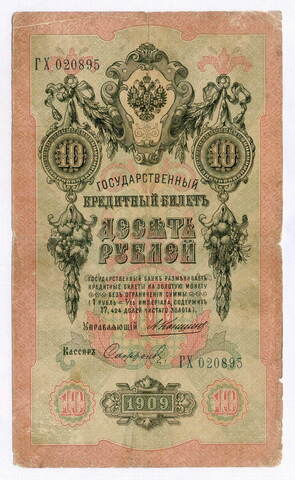 ГХ 020895
10 10
ГОСУДАРСТВЕННЫЙ
КРЕДИТНЫЙ БИЛЕТЪ
ДЕСЯТЬ
РУБЛЕЙ
ГОСУДАРСТВЕННЫЙ БАНКЪ РАЗМѢНИВАЕТЪ
КРЕДИТНЫЕ БИЛЕТЫ НА ЗОЛОТУЮ МОНЕТУ
БЕЗЪ ОГРАНИЧЕНІЯ СУММЫ
(1 РУБЛЬ = 1/15 ИМПЕРІАЛА, СОДЕРЖИТЪ
17,424 ДОЛЕЙ ЧИСТАГО ЗОЛОТА).
Управляющій
Кассиръ
ГХ 020895
10 1909 10